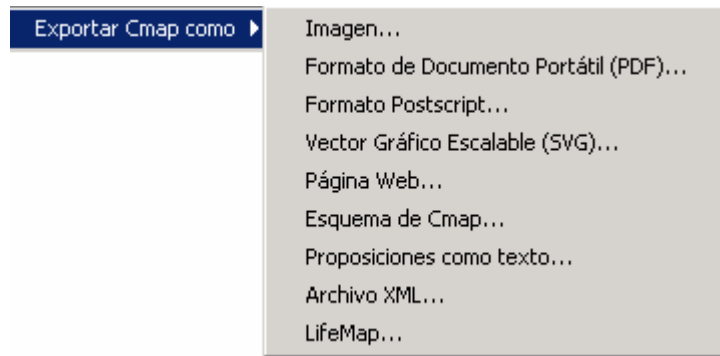 Exportar Cmap como
Imagen...
Formato de Documento Portátil (PDF)...
Formato Postscript...
Vector Gráfico Escalable (SVG)...
Página Web...
Esquema de Cmap...
Proposiciones como texto...
Archivo XML...
LifeMap...